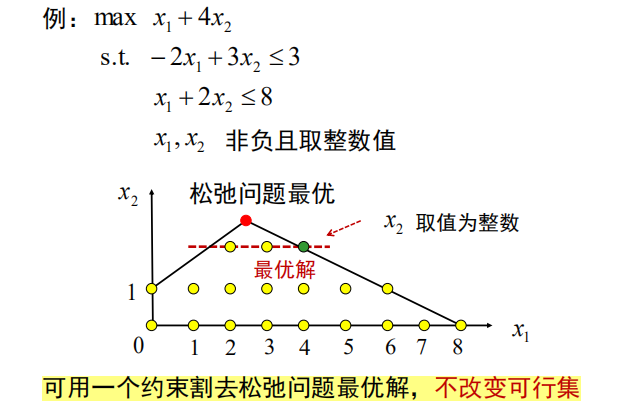 例：max x₁ + 4x₂
s.t. −2x₁ + 3x₂ ≤ 3
x₁ + 2x₂ ≤ 8
x₁, x₂ 非负且取整数值
x₂ 松弛问题最优
x₂ 取值为整数
最优解
1
0 1 2 3 4 5 6 7 8 x₁
可用一个约束割去松弛问题最优解，不改变可行集